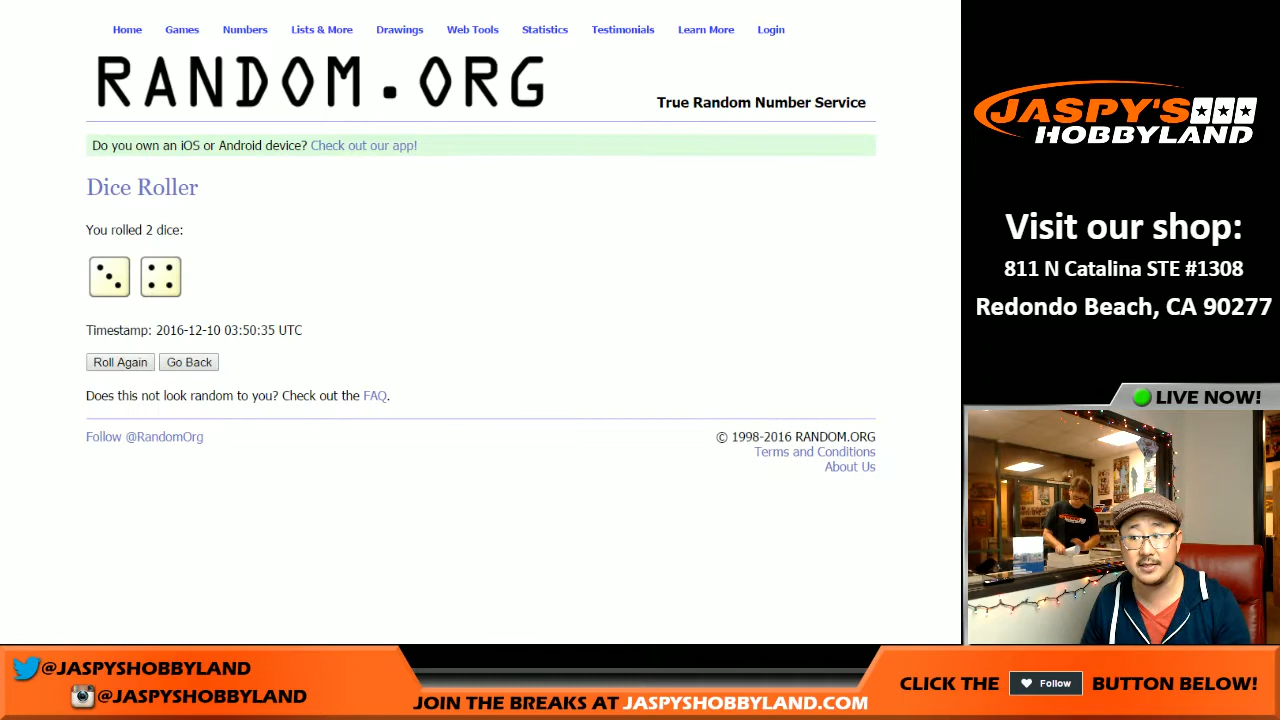 Home Games Numbers Lists & More Drawings Web Tools Statistics Testimonials Learn More Login
RANDOM.ORG
True Random Number Service
Do you own an iOS or Android device? Check out our app!
Dice Roller
You rolled 2 dice:
Timestamp: 2016-12-10 03:50:35 UTC
Roll Again Go Back
Does this not look random to you? Check out the FAQ.
Follow @RandomOrg
© 1998-2016 RANDOM.ORG
Terms and Conditions
About Us
JASPY'S
HOBBYLAND
Visit our shop:
811 N Catalina STE #1308
Redondo Beach, CA 90277
LIVE NOW!
@JASPYSHOBBYLAND
@JASPYSHOBBYLAND
JOIN THE BREAKS AT JASPYSHOBBYLAND.COM
CLICK THE Follow BUTTON BELOW!